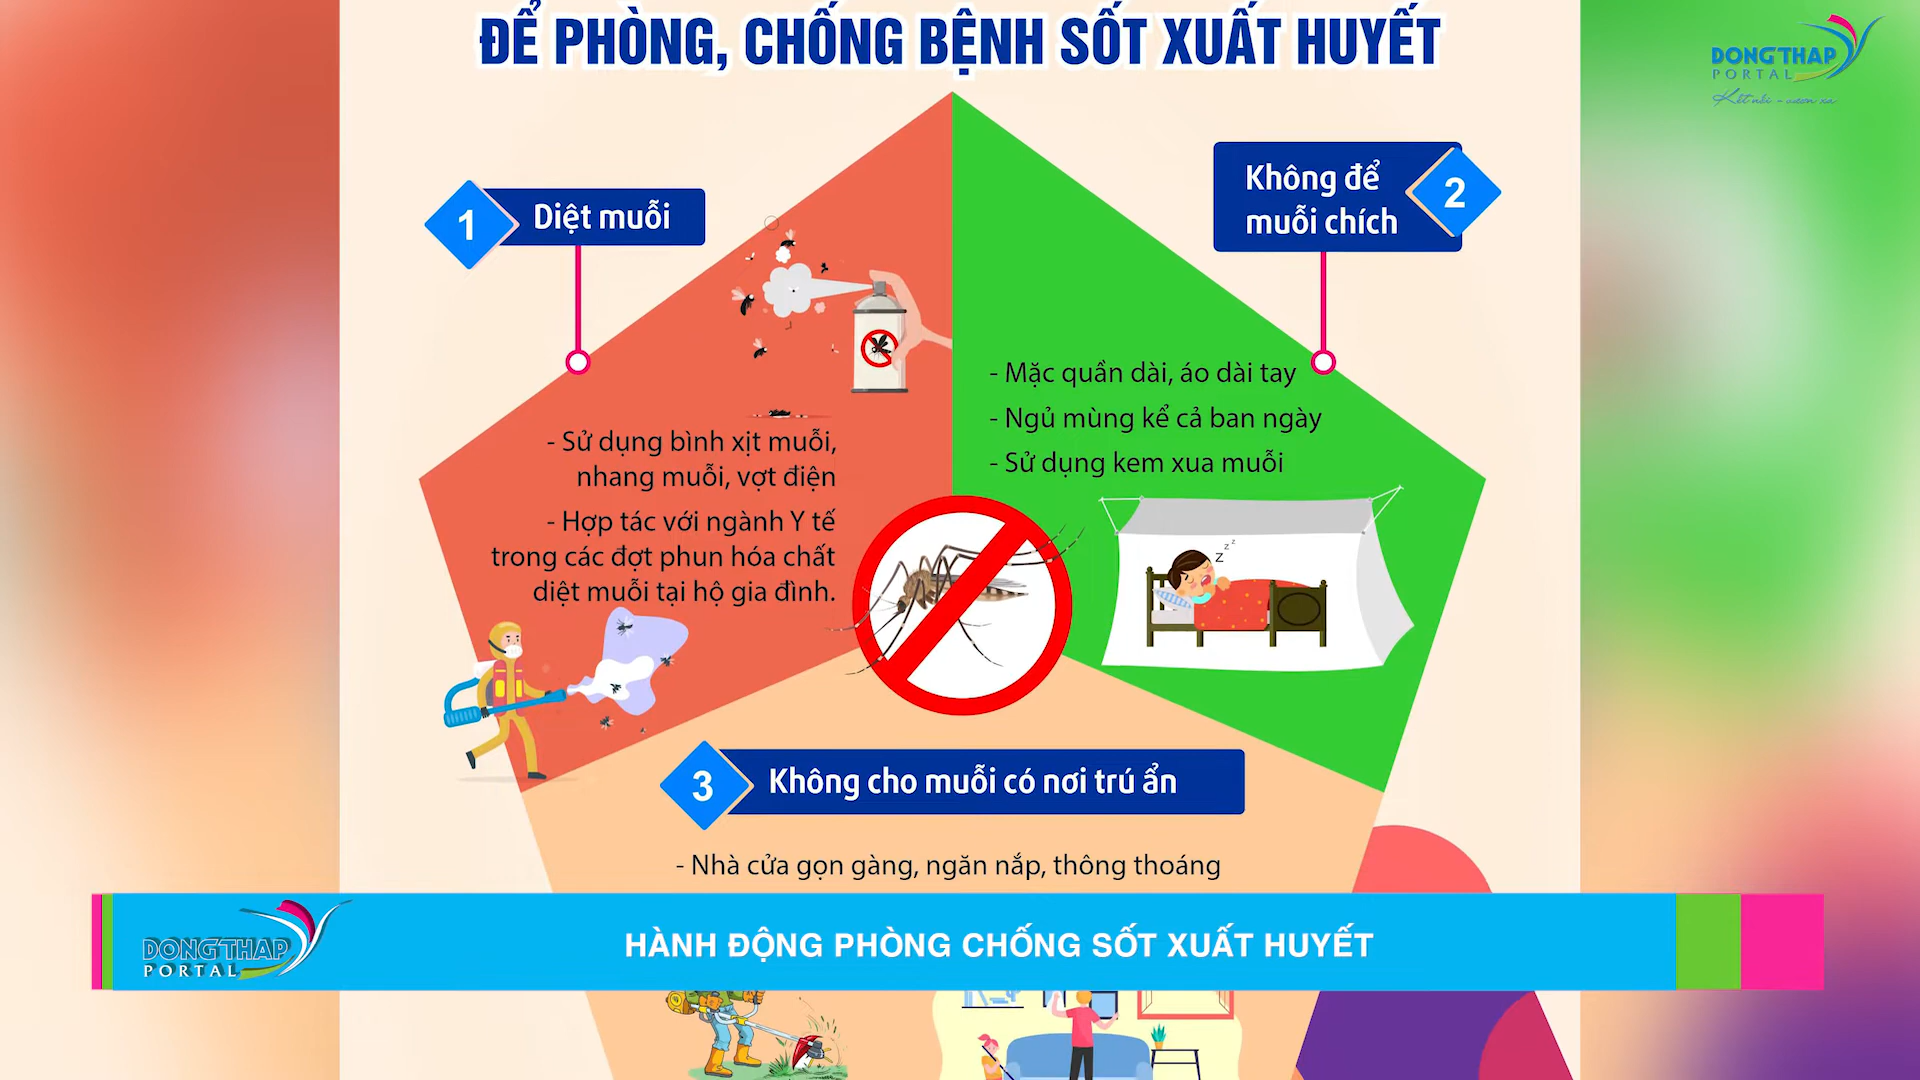 ĐỂ PHÒNG, CHỐNG BỆNH SỐT XUẤT HUYẾT
DONGTHAP
PORTAL
Kết nối - vươn xa
1
Diệt muỗi
Không để
muỗi chích
2
- Sử dụng bình xịt muỗi,
nhang muỗi, vợt điện
- Hợp tác với ngành Y tế
trong các đợt phun hóa chất
diệt muỗi tại hộ gia đình.
- Mặc quần dài, áo dài tay
- Ngủ mùng kể cả ban ngày
- Sử dụng kem xua muỗi
z z z
3
Không cho muỗi có nơi trú ẩn
- Nhà cửa gọn gàng, ngăn nắp, thông thoáng
DONGTHAP
PORTAL
HÀNH ĐỘNG PHÒNG CHỐNG SỐT XUẤT HUYẾT